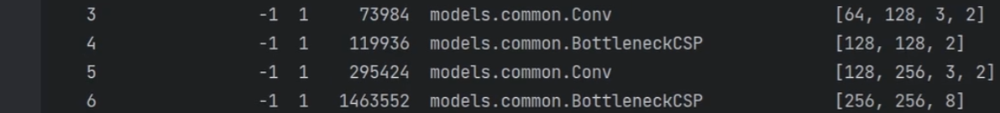 3 -1 1 73984 models.common.Conv [64, 128, 3, 2]
4 -1 1 119936 models.common.BottleneckCSP [128, 128, 2]
5 -1 1 295424 models.common.Conv [128, 256, 3, 2]
6 -1 1 1463552 models.common.BottleneckCSP [256, 256, 8]